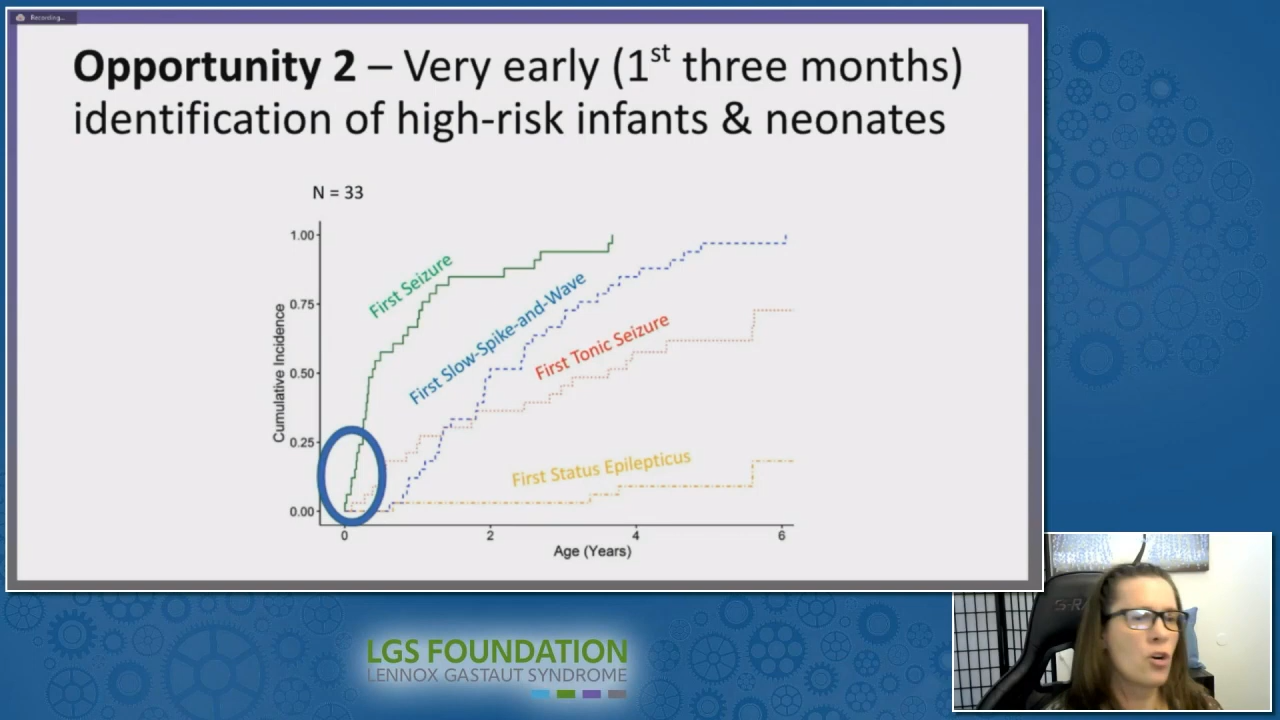 Recording...
Opportunity 2 – Very early (1st three months)
identification of high-risk infants & neonates
N = 33
1.00
0.75
0.50
0.25
0.00
Cumulative Incidence
First Seizure
First Slow-Spike-and-Wave
First Tonic Seizure
First Status Epilepticus
0
2
4
6
Age (Years)
LGS FOUNDATION
LENNOX GASTAUT SYNDROME